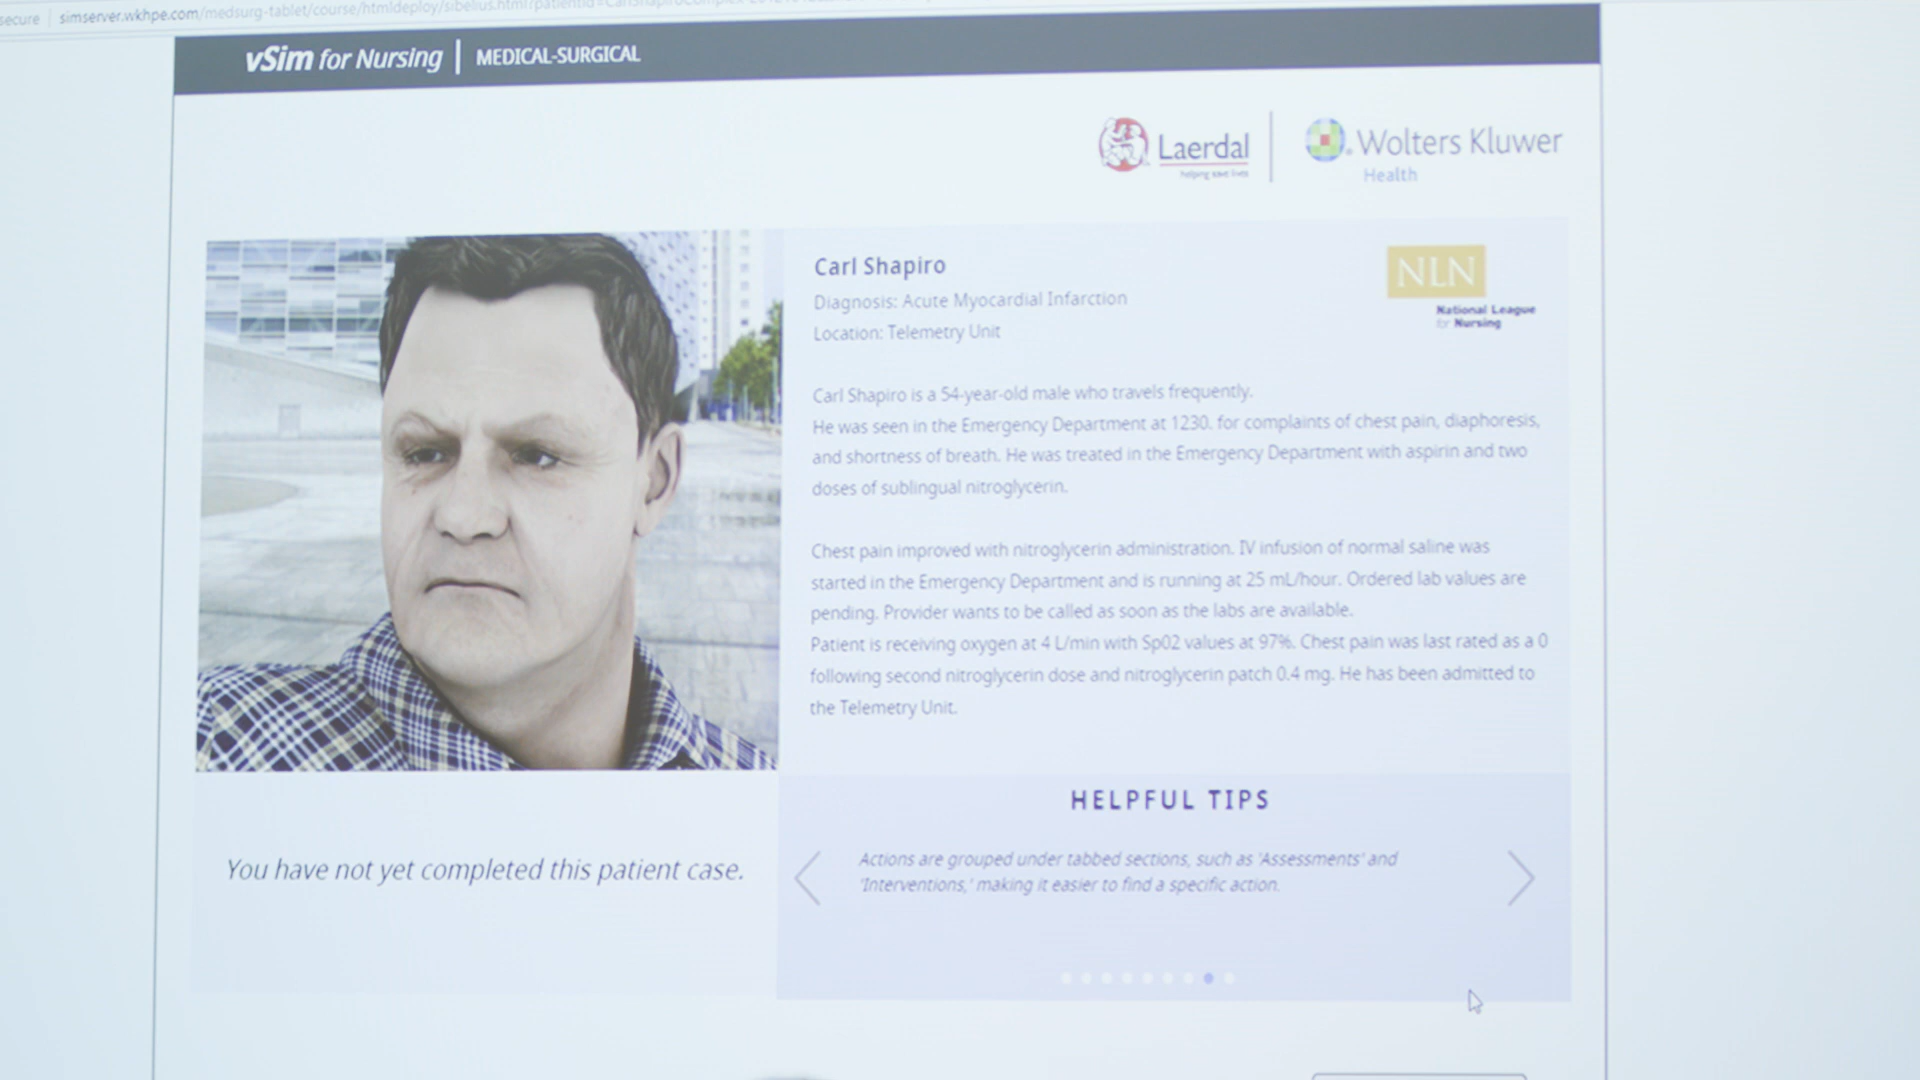 secure | simserver.wkhpe.com/medsurg-tablet/course/htmldeploy/sibelius.html?patientId=
vSim for Nursing | MEDICAL-SURGICAL
Laerdal
helping save lives
Wolters Kluwer
Health
Carl Shapiro
Diagnosis: Acute Myocardial Infarction
Location: Telemetry Unit
NLN
National League
for Nursing
Carl Shapiro is a 54-year-old male who travels frequently.
He was seen in the Emergency Department at 1230. for complaints of chest pain, diaphoresis,
and shortness of breath. He was treated in the Emergency Department with aspirin and two
doses of sublingual nitroglycerin.
Chest pain improved with nitroglycerin administration. IV infusion of normal saline was
started in the Emergency Department and is running at 25 mL/hour. Ordered lab values are
pending. Provider wants to be called as soon as the labs are available.
Patient is receiving oxygen at 4 L/min with Sp02 values at 97%. Chest pain was last rated as a 0
following second nitroglycerin dose and nitroglycerin patch 0.4 mg. He has been admitted to
the Telemetry Unit.
You have not yet completed this patient case.
HELPFUL TIPS
Actions are grouped under tabbed sections, such as 'Assessments' and
'Interventions,' making it easier to find a specific action.